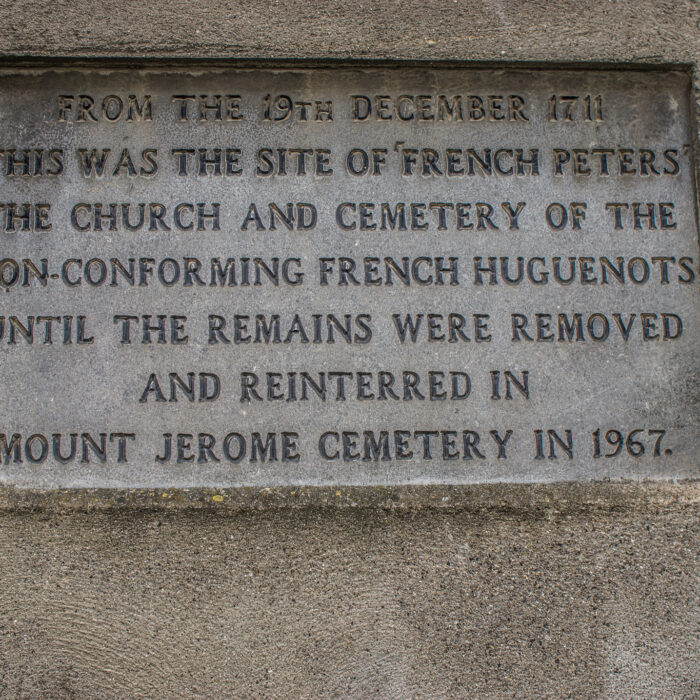 FROM THE 19TH DECEMBER 1711
THIS WAS THE SITE OF 'FRENCH PETERS'
THE CHURCH AND CEMETERY OF THE
ON-CONFORMING FRENCH HUGUENOTS
UNTIL THE REMAINS WERE REMOVED
AND REINTERRED IN
MOUNT JEROME CEMETERY IN 1967.